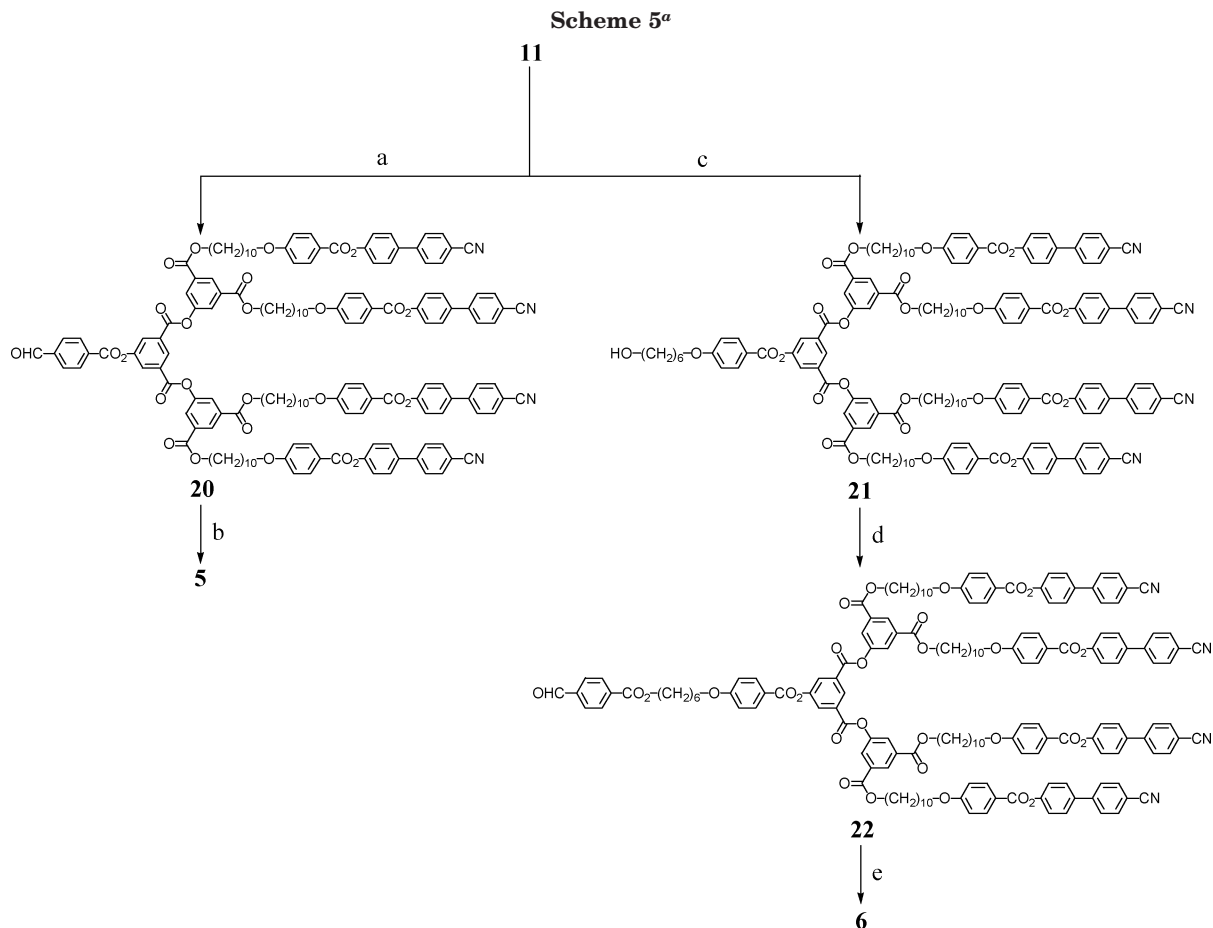 Scheme 5a
11
a c
O (CH2)10 O CO2 CN
O (CH2)10 O CO2 CN
O O
O O
O O O (CH2)10 O CO2 CN
O O O (CH2)10 O CO2 CN
O O
O O
OHC CO2
HO (CH2)6 O CO2
O O (CH2)10 O CO2 CN
O O (CH2)10 O CO2 CN
O O O
O O O
O O (CH2)10 O CO2 CN
O O (CH2)10 O CO2 CN
20 21
b d
5
O (CH2)10 O CO2 CN
O O
O O O (CH2)10 O CO2 CN
O
OHC CO2 (CH2)6 O CO2
O O (CH2)10 O CO2 CN
O O O
O O (CH2)10 O CO2 CN
22
e
6